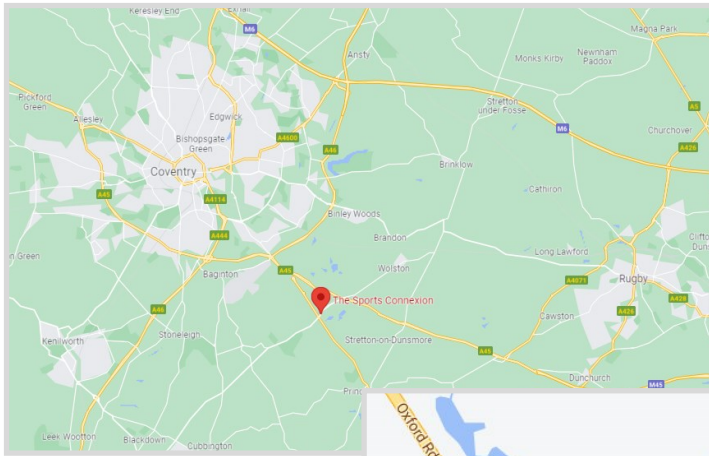 Keresley End
M6
Magna Park
Ansty
Monks Kirby
Newnham
Paddox
Pickford
Green
Allesley
Edgwick
Stretton
under Fosse
A5
Bishopsgate
Green
A4600
A46
M6
Churchover
A426
Coventry
Brinklow
A45
A4114
Cathiron
Binley Woods
A444
Brandon
Long Lawford
Baginton
A45
Wolston
A4071
Rugby
The Sports Connexion
A428
A46
Cawston
A426
Kenilworth
Stoneleigh
Stretton-on-Dunsmore
A45
Dunchurch
M45
Leek Wootton
Blackdown
Cubbington
Oxford Rd